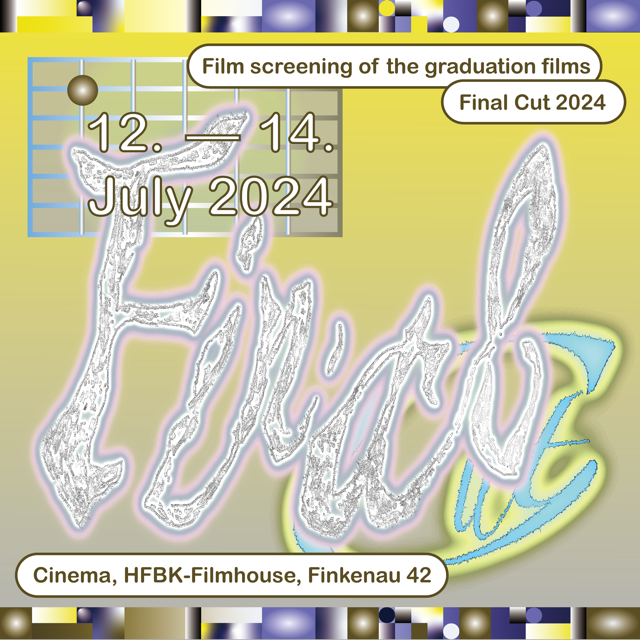 Film screening of the graduation films
Final Cut 2024
12. — 14.
July 2024
Final
Cut
Cinema, HFBK-Filmhouse, Finkenau 42